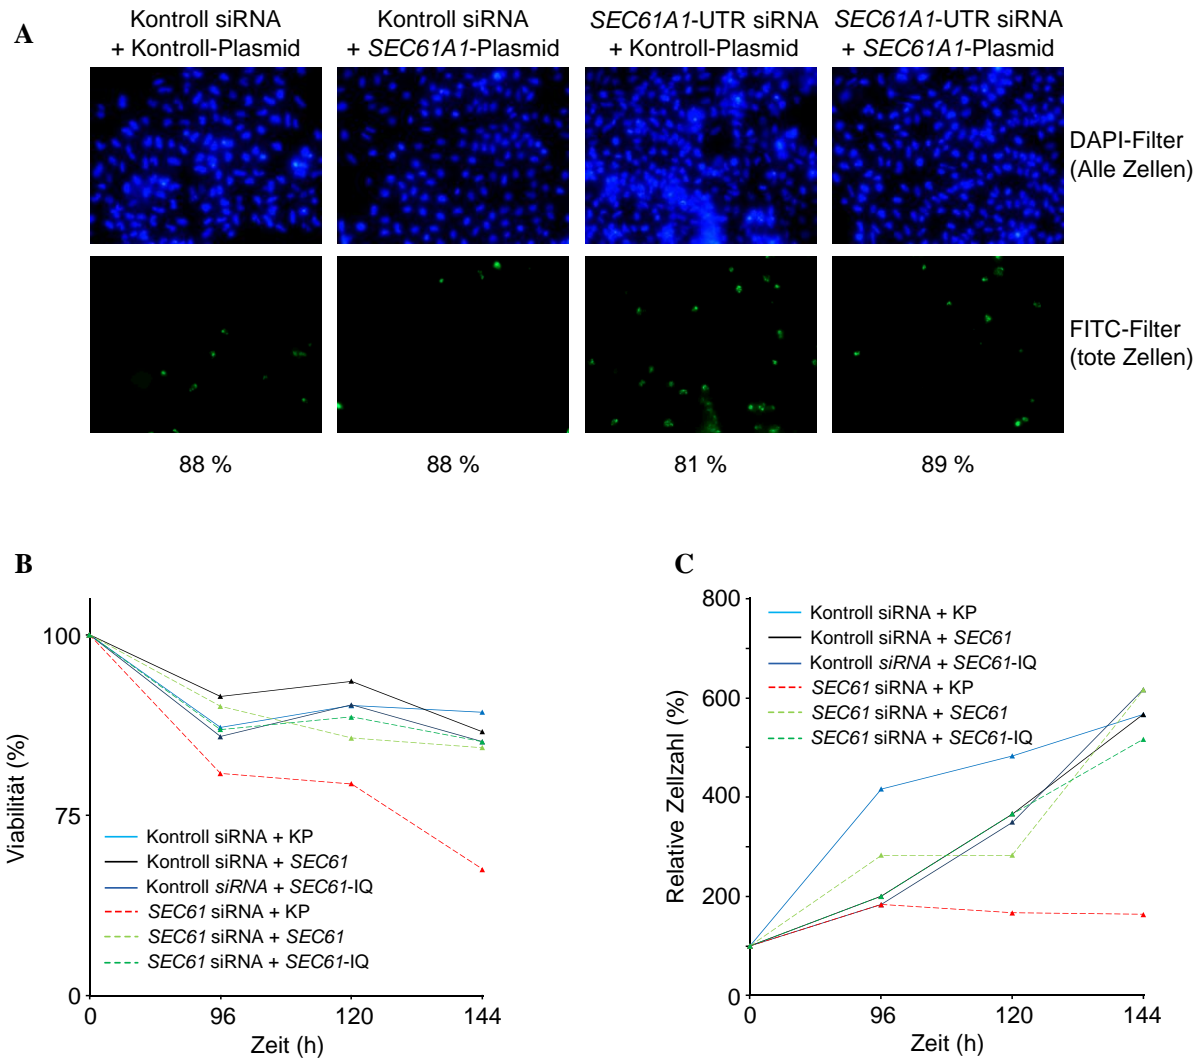 A
Kontroll siRNA
+ Kontroll-Plasmid
Kontroll siRNA
+ SEC61A1-Plasmid
SEC61A1-UTR siRNA
+ Kontroll-Plasmid
SEC61A1-UTR siRNA
+ SEC61A1-Plasmid
DAPI-Filter
(Alle Zellen)
FITC-Filter
(tote Zellen)
88 %
88 %
81 %
89 %
B
Viabilität (%)
100
75
0
Kontroll siRNA + KP
Kontroll siRNA + SEC61
Kontroll siRNA + SEC61-IQ
SEC61 siRNA + KP
SEC61 siRNA + SEC61
SEC61 siRNA + SEC61-IQ
0
96
120
144
Zeit (h)
C
Relative Zellzahl (%)
800
600
400
200
0
Kontroll siRNA + KP
Kontroll siRNA + SEC61
Kontroll siRNA + SEC61-IQ
SEC61 siRNA + KP
SEC61 siRNA + SEC61
SEC61 siRNA + SEC61-IQ
0
96
120
144
Zeit (h)